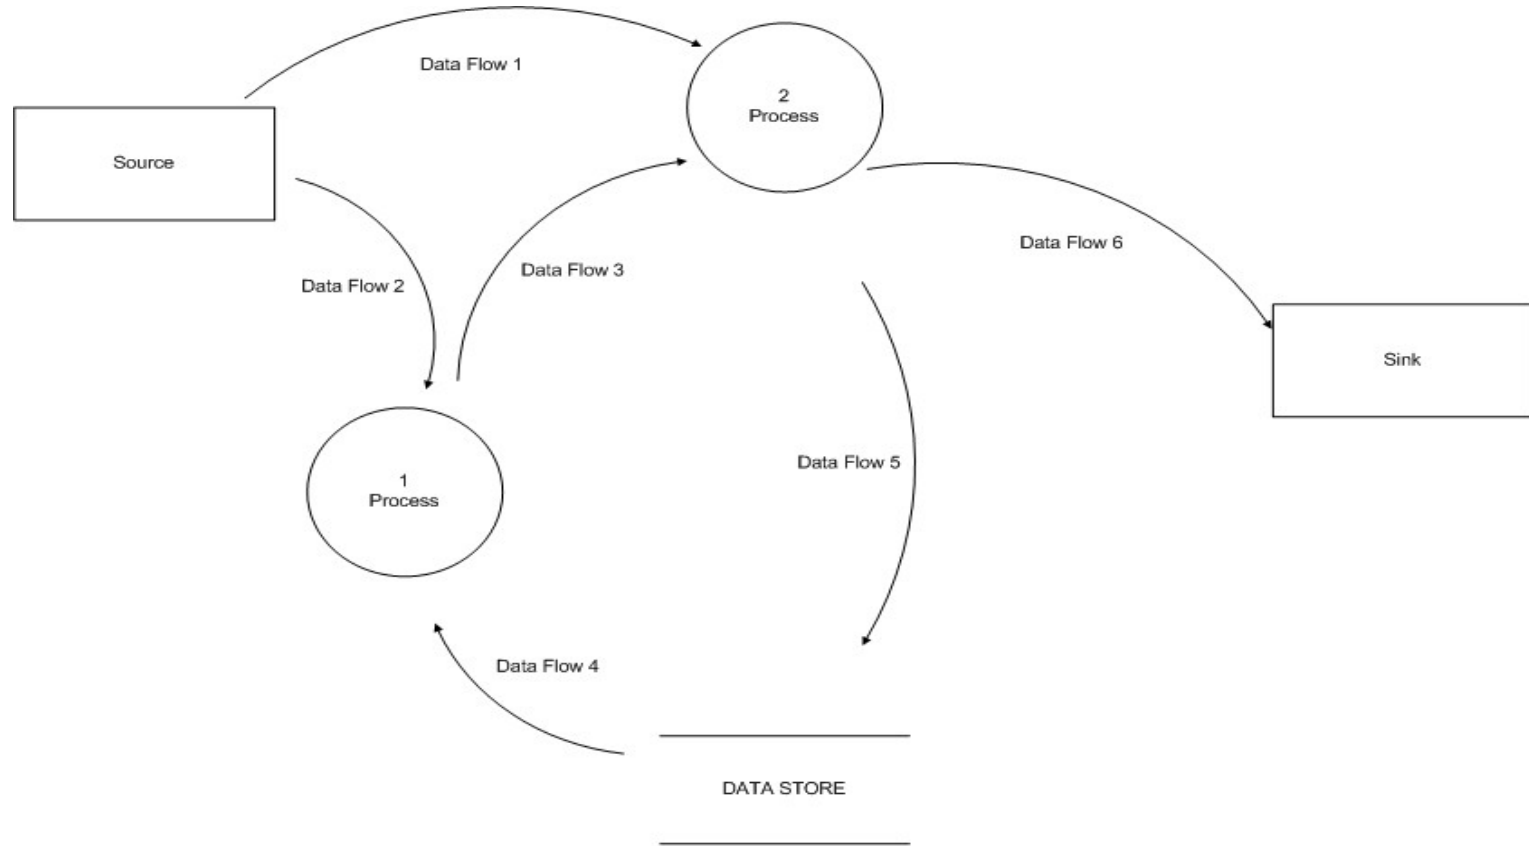 Data Flow 1
2
Process
Source
Data Flow 6
Data Flow 3
Data Flow 2
Sink
Data Flow 5
1
Process
Data Flow 4
DATA STORE